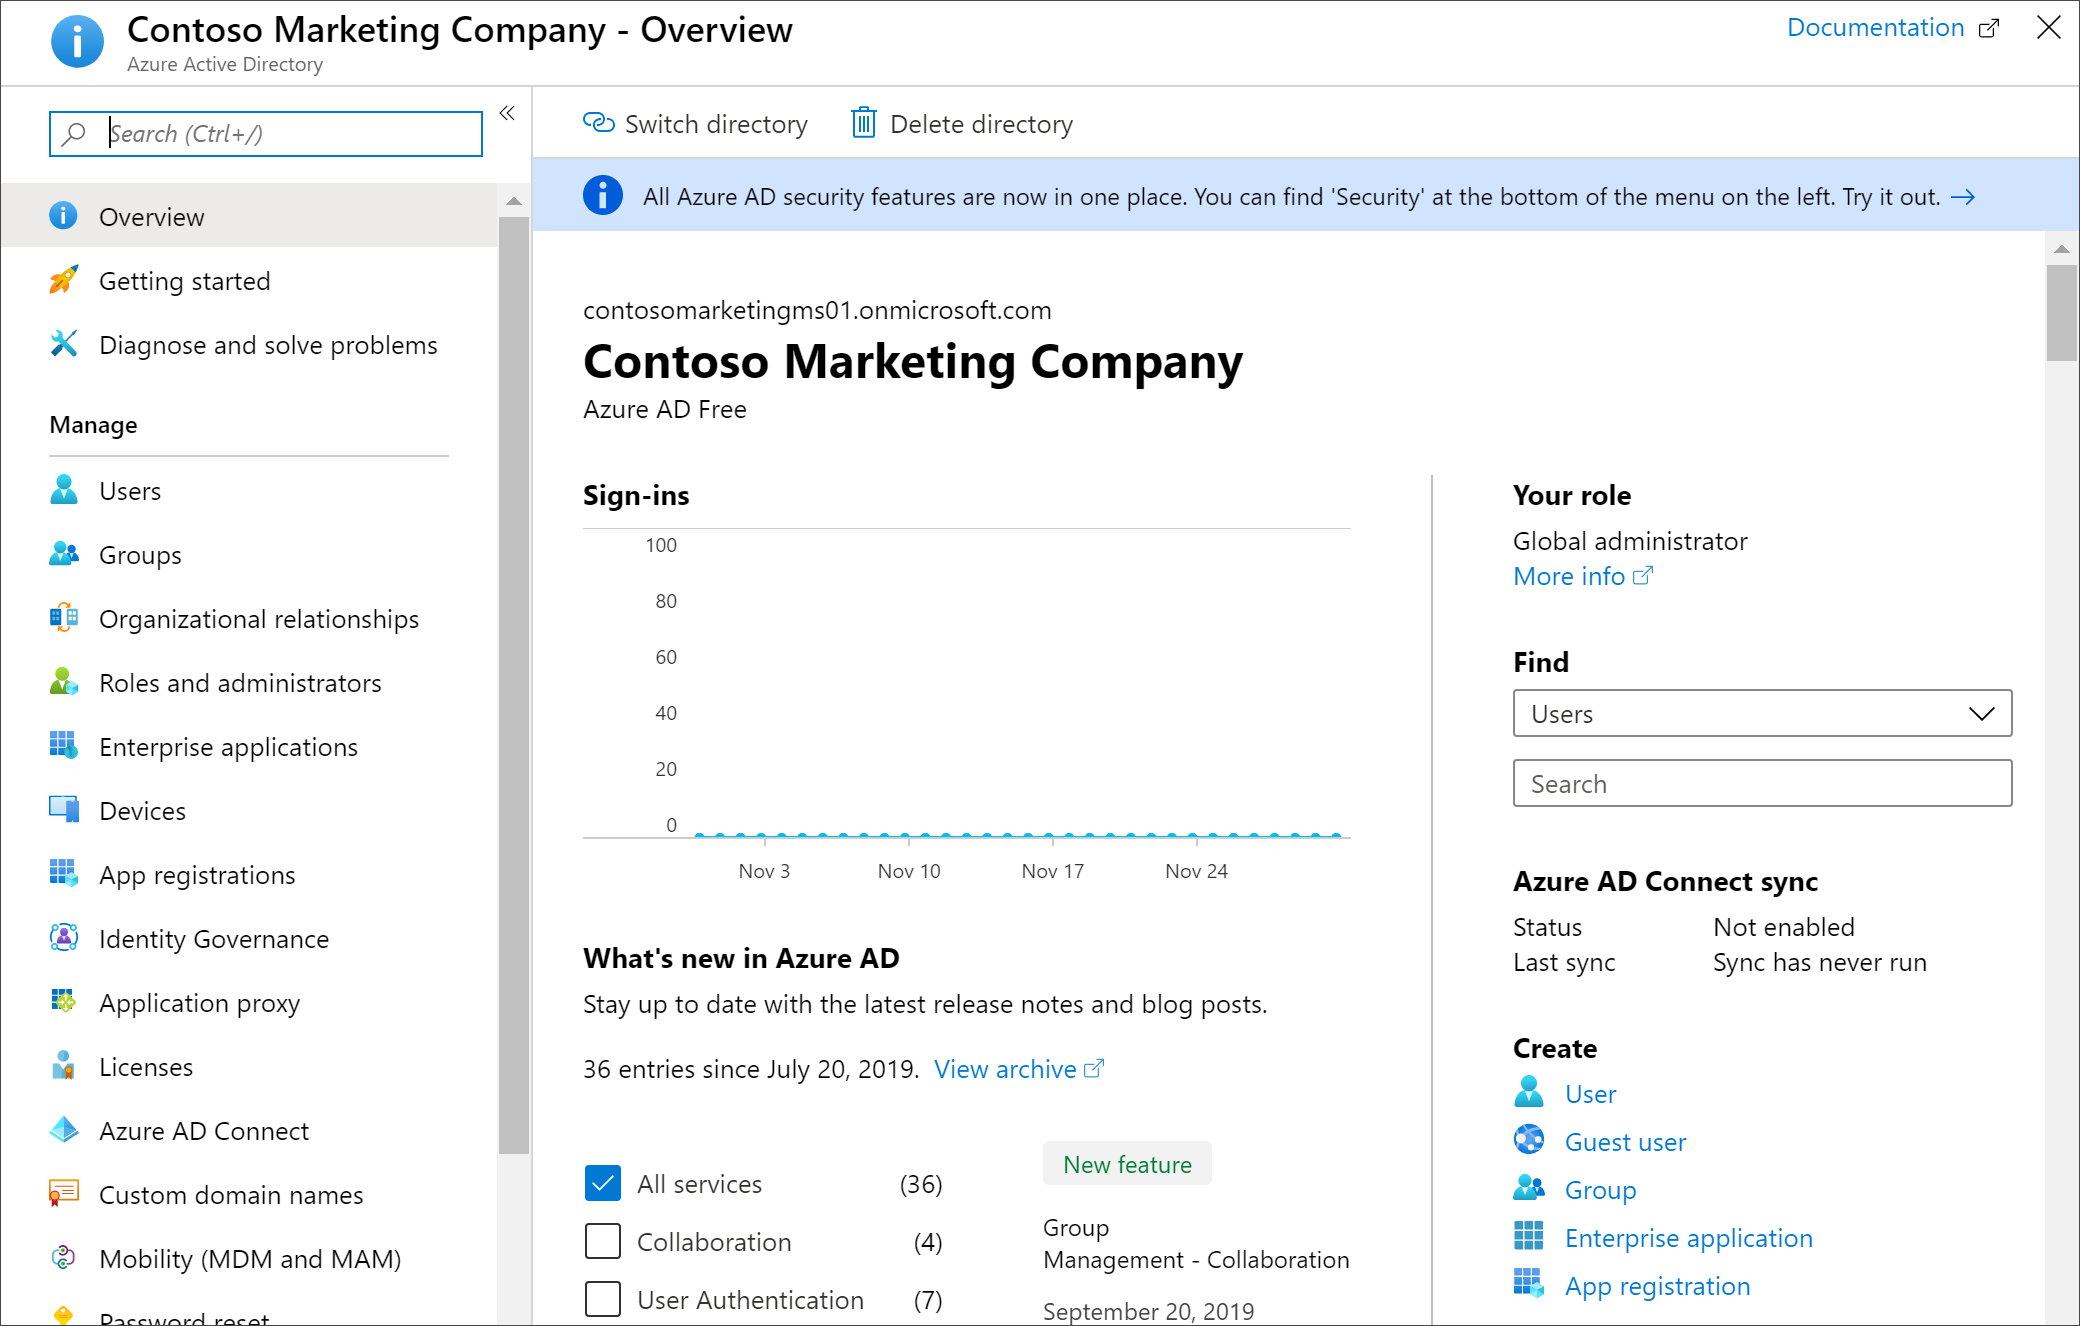 Contoso Marketing Company - Overview
Azure Active Directory
Documentation
Search (Ctrl+/)
Overview
Getting started
Diagnose and solve problems
Manage
Users
Groups
Organizational relationships
Roles and administrators
Enterprise applications
Devices
App registrations
Identity Governance
Application proxy
Licenses
Azure AD Connect
Custom domain names
Mobility (MDM and MAM)
Password reset
Switch directory
Delete directory
All Azure AD security features are now in one place. You can find 'Security' at the bottom of the menu on the left. Try it out.
contosomarketingms01.onmicrosoft.com
Contoso Marketing Company
Azure AD Free
Sign-ins
100
80
60
40
20
0
Nov 3 Nov 10 Nov 17 Nov 24
What's new in Azure AD
Stay up to date with the latest release notes and blog posts.
36 entries since July 20, 2019. View archive
All services (36)
Collaboration (4)
User Authentication (7)
New feature
Group
Management - Collaboration
September 20, 2019
Your role
Global administrator
More info
Find
Users
Search
Azure AD Connect sync
Status Not enabled
Last sync Sync has never run
Create
User
Guest user
Group
Enterprise application
App registration